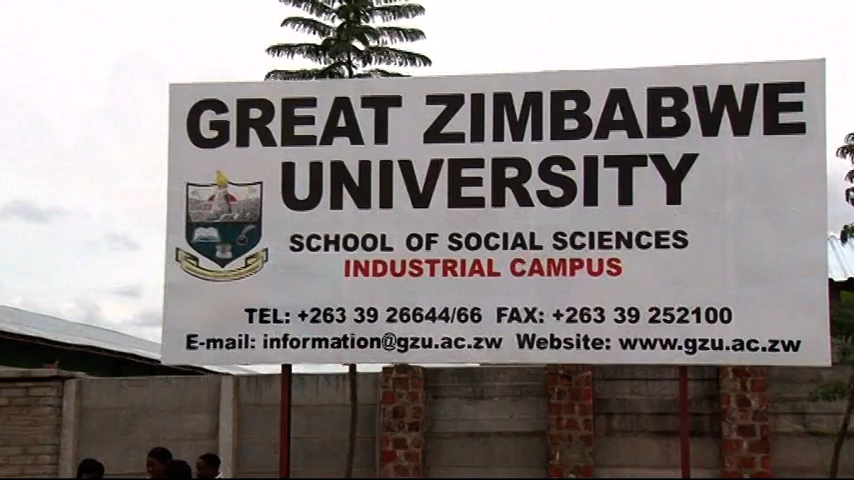 GREAT ZIMBABWE
UNIVERSITY
SCHOOL OF SOCIAL SCIENCES
INDUSTRIAL CAMPUS
TEL: +263 39 26644/66 FAX: +263 39 252100
E-mail: information@gzu.ac.zw Website: www.gzu.ac.zw